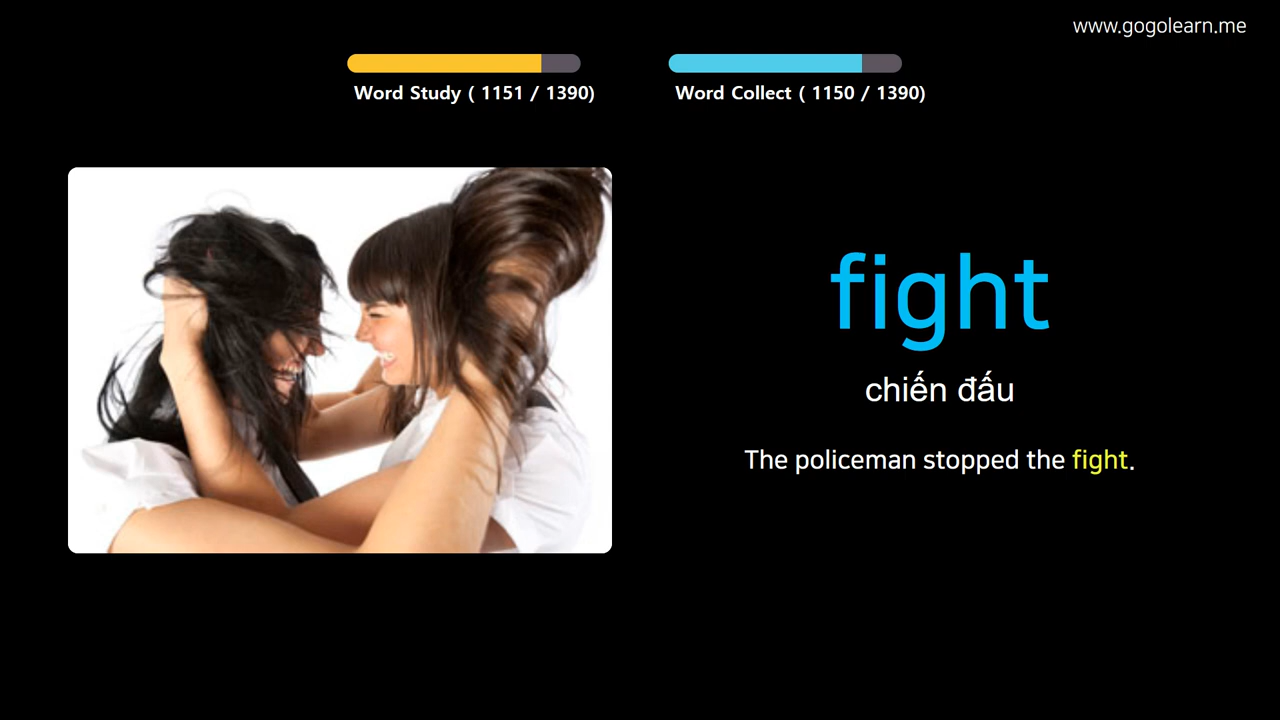 www.gogolearn.me
Word Study ( 1151 / 1390)
Word Collect ( 1150 / 1390)
fight
chiến đấu
The policeman stopped the fight.